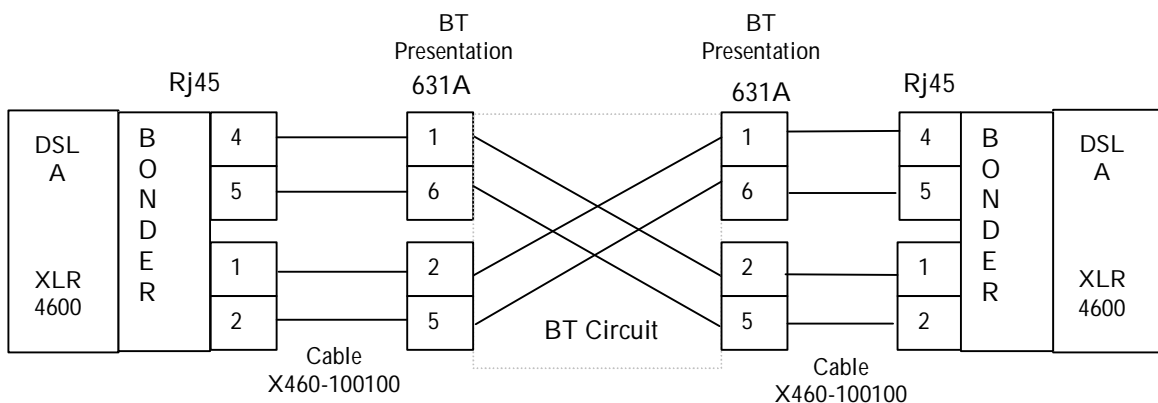 BT
Presentation
631A
BT
Presentation
631A
Rj45
Rj45
DSL
A
XLR
4600
B
O
N
D
E
R
4
5
1
2
1
6
2
5
BT Circuit
1
6
2
5
4
5
1
2
B
O
N
D
E
R
DSL
A
XLR
4600
Cable
X460-100100
Cable
X460-100100